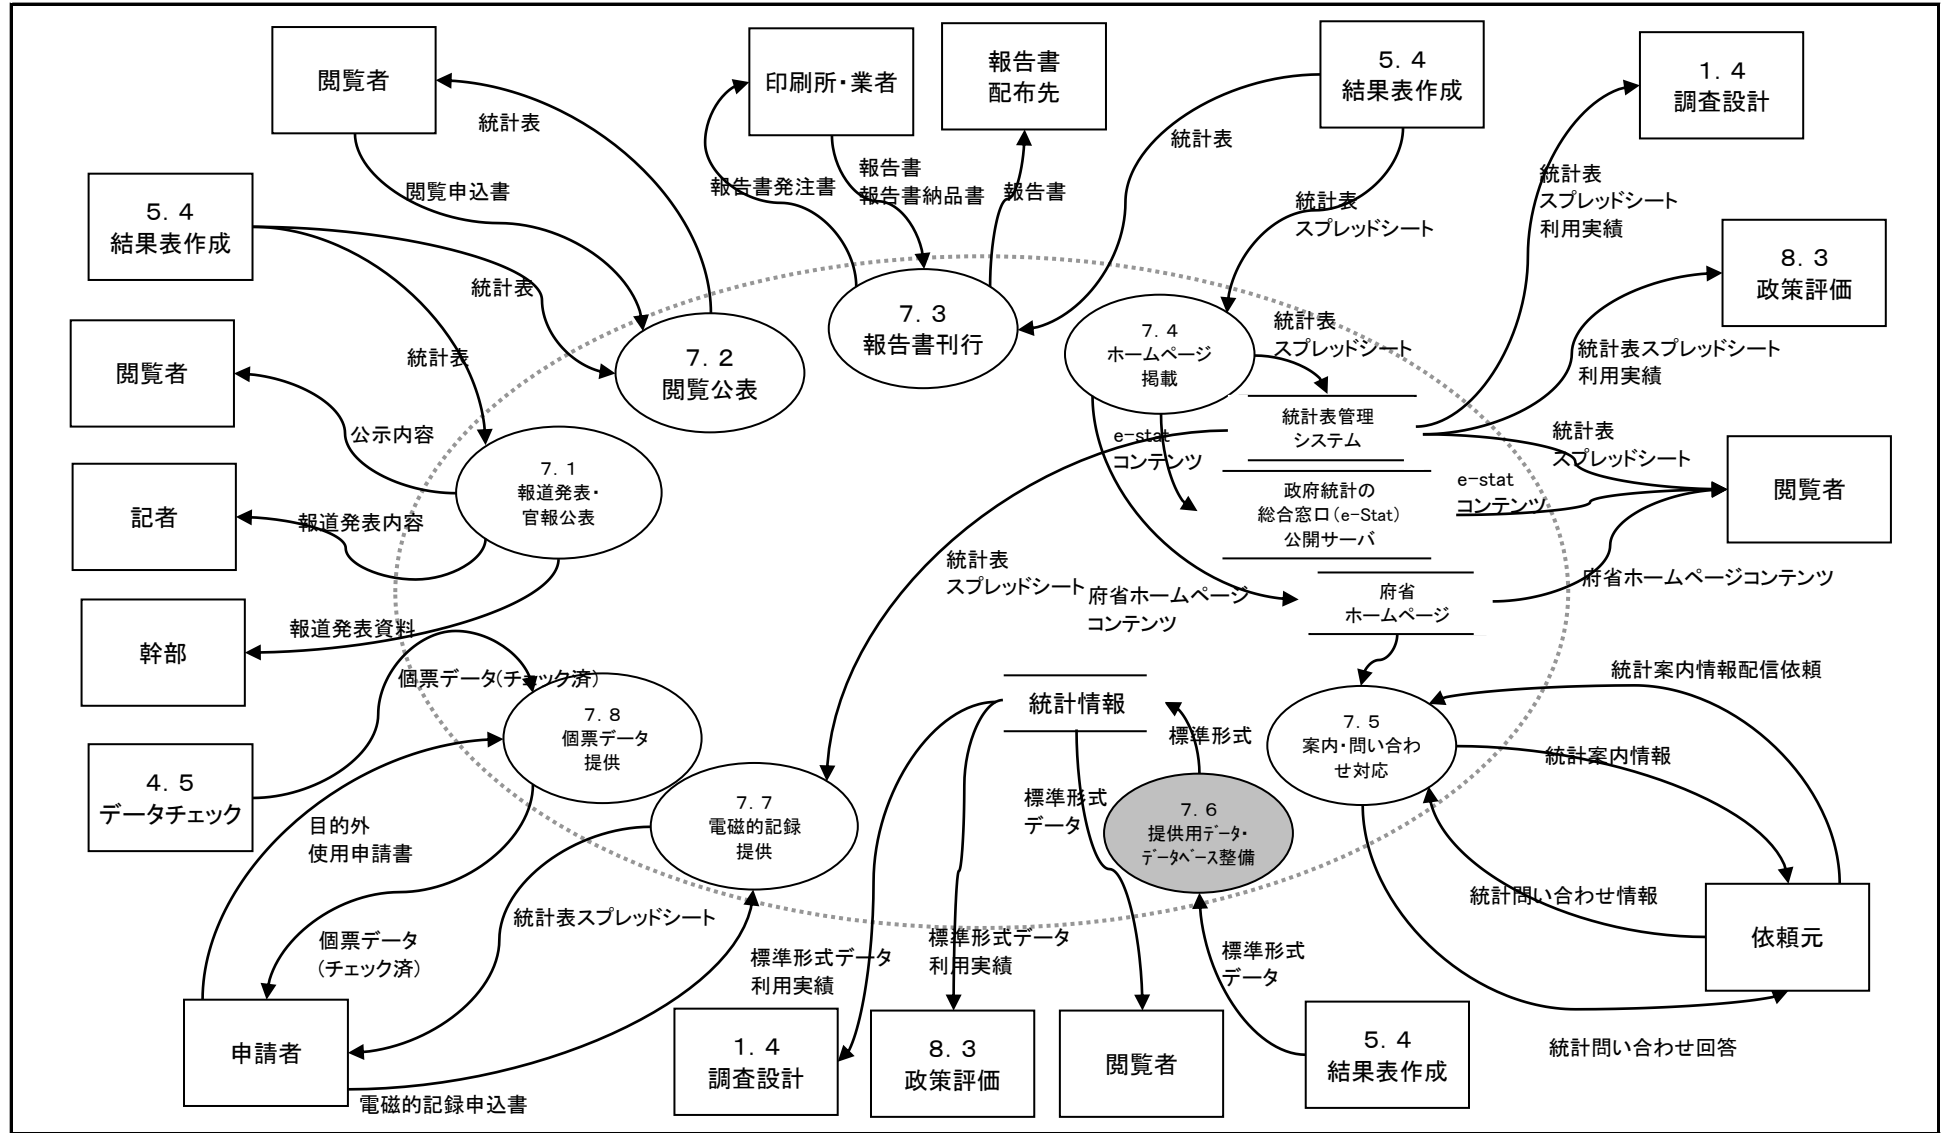 閲覧者
印刷所・業者
報告書
配布先
5．4
結果表作成
1．4
調査設計
統計表
統計表
報告書
報告書納品書
報告書発注書
報告書
閲覧申込書
統計表
スプレッドシート
統計表
スプレッドシート
利用実績
5．4
結果表作成
8．3
政策評価
統計表
7．3
報告書刊行
7．4
ホームページ
掲載
統計表
スプレッドシート
統計表スプレッドシート
利用実績
閲覧者
統計表
7．2
閲覧公表
公示内容
e-stat
コンテンツ
統計表管理
システム
統計表
スプレッドシート
7．1
報道発表・
官報公表
記者
報道発表内容
政府統計の
総合窓口（e-Stat）
公開サーバ
e-stat
コンテンツ
閲覧者
統計表
スプレッドシート
府省ホームページ
コンテンツ
府省
ホームページ
府省ホームページコンテンツ
幹部
報道発表資料
個票データ（チェック済）
統計情報
標準形式
統計案内情報配信依頼
7．8
個票データ
提供
7．5
案内・問い合わ
せ対応
統計案内情報
4．5
データチェック
目的外
使用申請書
7．7
電磁的記録
提供
標準形式
データ
7．6
提供用ﾃﾞｰﾀ・
ﾃﾞｰﾀﾍﾞｰｽ整備
統計問い合わせ情報
統計表スプレッドシート
個票データ
（チェック済）
標準形式データ
利用実績
標準形式データ
利用実績
標準形式
データ
依頼元
申請者
1．4
調査設計
8．3
政策評価
閲覧者
5．4
結果表作成
統計問い合わせ回答
電磁的記録申込書